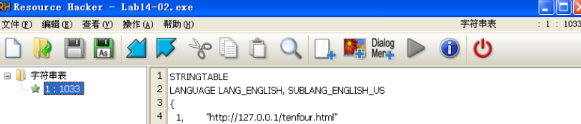 Resource Hacker - Lab14-02.exe
文件(F) 编辑(E) 查看(V) 操作(A) 帮助(H) 字符串表 : 1 : 1033
As Dialog Menu
字符串表 1 STRINGTABLE
1 : 1033 2 LANGUAGE LANG_ENGLISH, SUBLANG_ENGLISH_US
3 {
4 1, "http://127.0.0.1/tenfour.html"